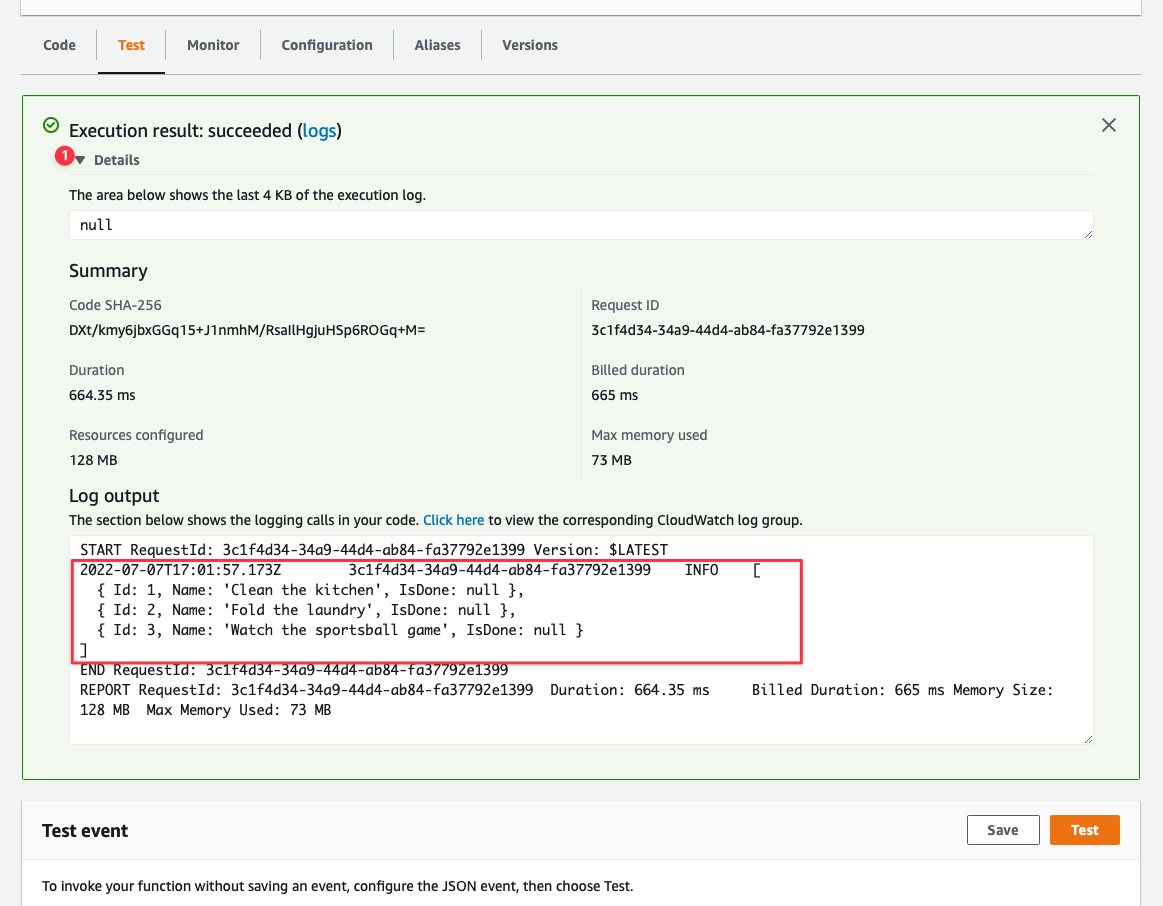 Code Test Monitor Configuration Aliases Versions
Execution result: succeeded (logs)
1 Details
The area below shows the last 4 KB of the execution log.
null
Summary
Code SHA-256
DXt/kmy6jbxGGq15+J1nmhM/RsaIlHgjuHSp6ROGq+M=
Request ID
3c1f4d34-34a9-44d4-ab84-fa37792e1399
Duration
664.35 ms
Billed duration
665 ms
Resources configured
128 MB
Max memory used
73 MB
Log output
The section below shows the logging calls in your code. Click here to view the corresponding CloudWatch log group.
START RequestId: 3c1f4d34-34a9-44d4-ab84-fa37792e1399 Version: $LATEST
2022-07-07T17:01:57.173Z 3c1f4d34-34a9-44d4-ab84-fa37792e1399 INFO [
{ Id: 1, Name: 'Clean the kitchen', IsDone: null },
{ Id: 2, Name: 'Fold the laundry', IsDone: null },
{ Id: 3, Name: 'Watch the sportsball game', IsDone: null }
]
END RequestId: 3c1f4d34-34a9-44d4-ab84-fa37792e1399
REPORT RequestId: 3c1f4d34-34a9-44d4-ab84-fa37792e1399 Duration: 664.35 ms Billed Duration: 665 ms Memory Size:
128 MB Max Memory Used: 73 MB
Test event
Save
Test
To invoke your function without saving an event, configure the JSON event, then choose Test.